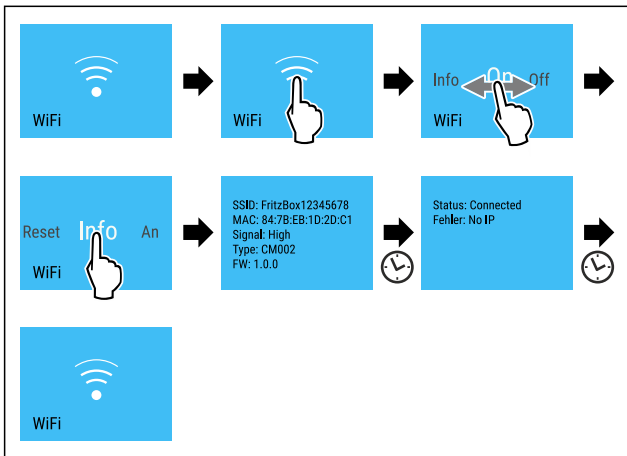 WiFi
WiFi
Info On Off
WiFi
Reset Info An
WiFi
SSID: FritzBox12345678
MAC: 84:7B:EB:1D:2D:C1
Signal: High
Type: CM002
FW: 1.0.0
Status: Connected
Fehler: No IP
WiFi